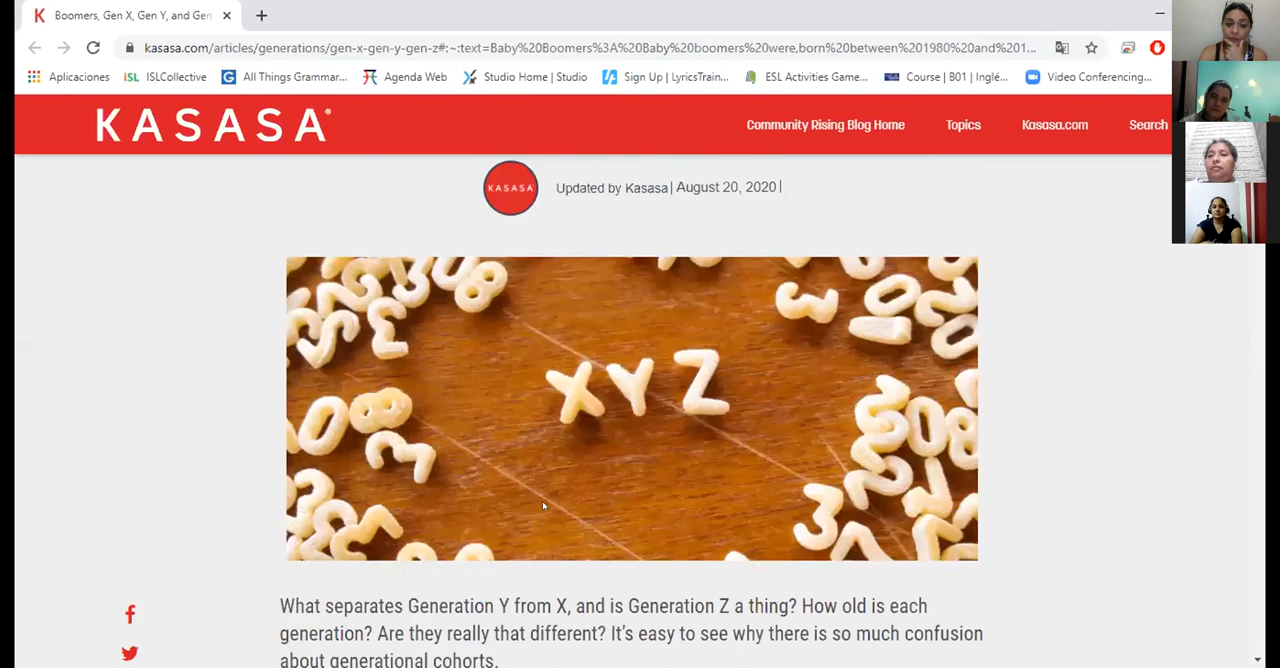 Boomers, Gen X, Gen Y, and Gen
kasasa.com/articles/generations/gen-x-gen-y-gen-z#:~:text=Baby%20Boomers%3A%20Baby%20boomers%20were,born%20between%201980%20and%201...
Aplicaciones ISLCollective All Things Grammar... Agenda Web Studio Home | Studio Sign Up | LyricsTrain... ESL Activities Game... Course | B01 | Inglé... Video Conferencing...
KASASA® Community Rising Blog Home Topics Kasasa.com Search
KASASA Updated by Kasasa | August 20, 2020 |
X Y Z
What separates Generation Y from X, and is Generation Z a thing? How old is each
generation? Are they really that different? It's easy to see why there is so much confusion
about generational cohorts.